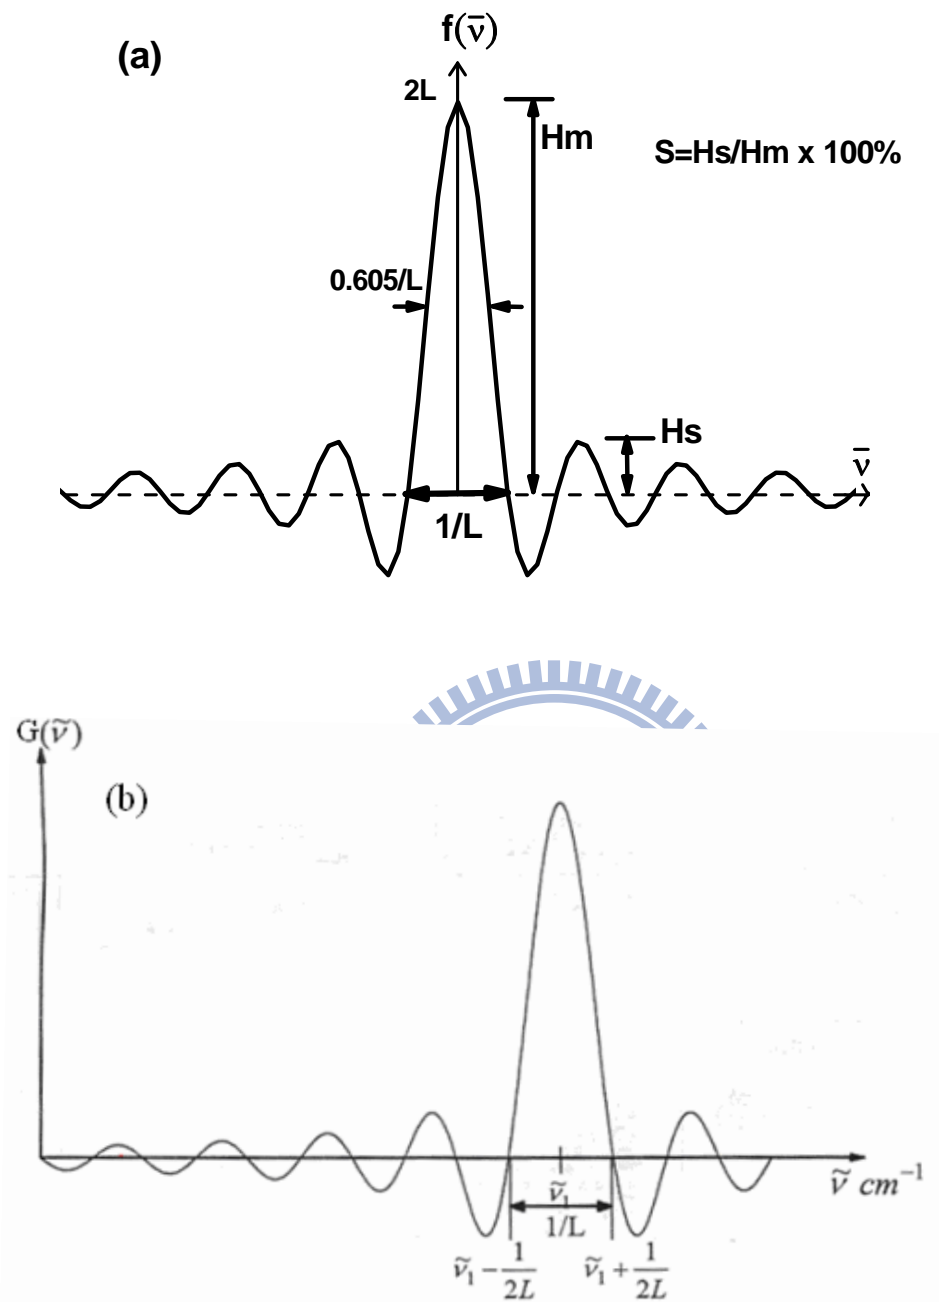 f(ν̄)
(a)
2L
Hm
S=Hs/Hm x 100%
0.605/L
Hs
ν̄
1/L
G(ν̃)
(b)
ν̃ cm⁻¹
ν̃₁
1/L
ν̃₁ − 1/2L
ν̃₁ + 1/2L